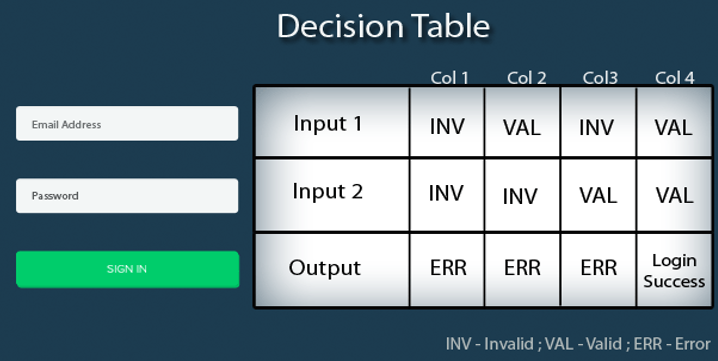 Decision Table
Col 1 Col 2 Col3 Col 4
Email Address
Password
SIGN IN
Input 1 INV VAL INV VAL
Input 2 INV INV VAL VAL
Output ERR ERR ERR Login Success
INV - Invalid ; VAL - Valid ; ERR - Error